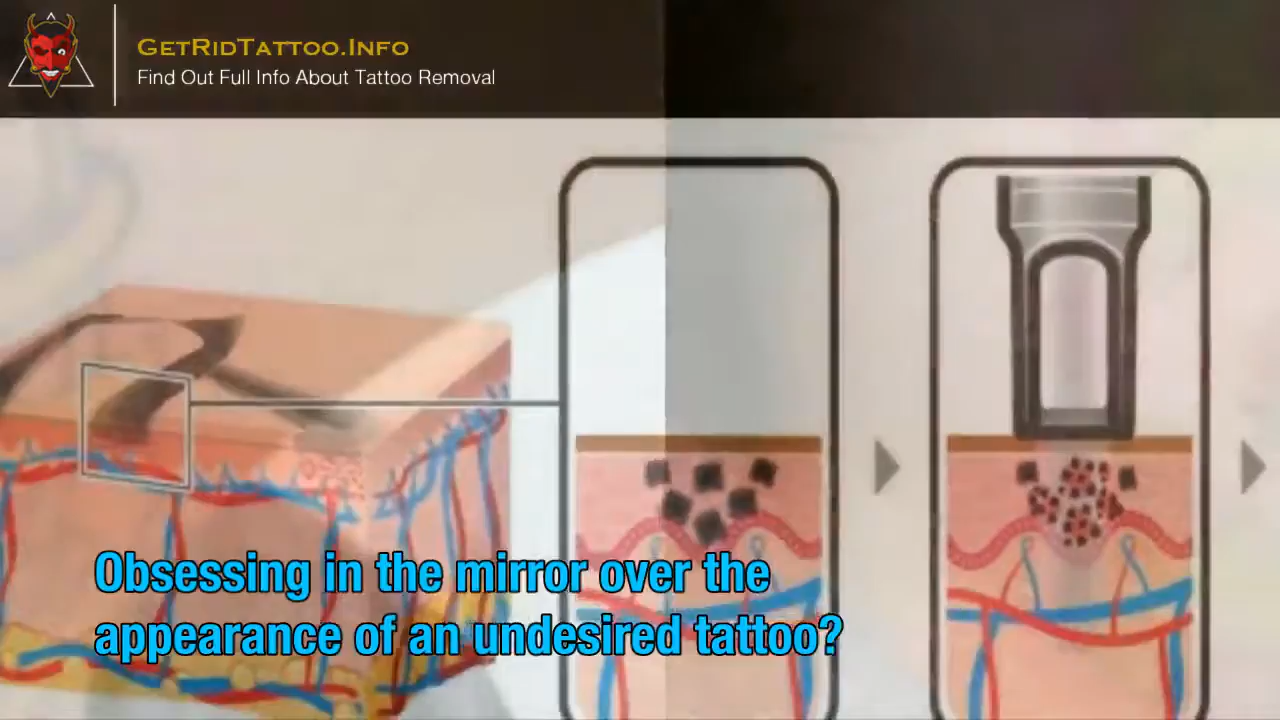 GetRidTattoo.Info
Find Out Full Info About Tattoo Removal
Obsessing in the mirror over the
appearance of an undesired tattoo?